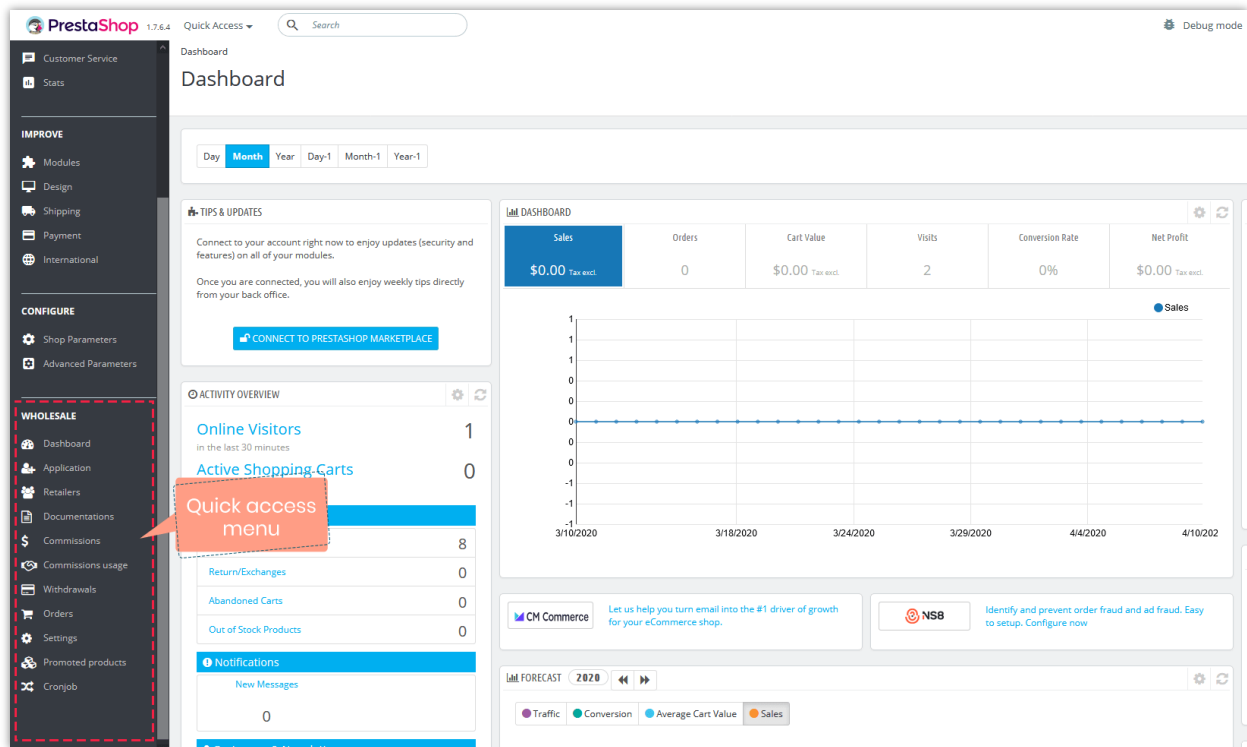 PrestaShop 1.7.6.4 Quick Access Search Debug mode
Customer Service
Stats
IMPROVE
Modules
Design
Shipping
Payment
International
CONFIGURE
Shop Parameters
Advanced Parameters
WHOLESALE
Dashboard
Application
Retailers
Documentations
Commissions
Commissions usage
Withdrawals
Orders
Settings
Promoted products
Cronjob
Quick access
menu
Dashboard
Dashboard
Day Month Year Day-1 Month-1 Year-1
TIPS & UPDATES
Connect to your account right now to enjoy updates (security and
features) on all of your modules.
Once you are connected, you will also enjoy weekly tips directly
from your back office.
CONNECT TO PRESTASHOP MARKETPLACE
ACTIVITY OVERVIEW
Online Visitors 1
in the last 30 minutes
Active Shopping Carts 0
8
Return/Exchanges 0
Abandoned Carts 0
Out of Stock Products 0
Notifications
New Messages
0
DASHBOARD
Sales Orders Cart Value Visits Conversion Rate Net Profit
$0.00 Tax excl. 0 $0.00 Tax excl. 2 0% $0.00 Tax excl.
Sales
1
1
1
0
0
0
0
0
-1
-1
-1
3/10/2020 3/18/2020 3/24/2020 3/29/2020 4/4/2020 4/10/202
CM Commerce
Let us help you turn email into the #1 driver of growth
for your eCommerce shop.
NS8
Identify and prevent order fraud and ad fraud. Easy
to setup. Configure now
FORECAST 2020
Traffic Conversion Average Cart Value Sales